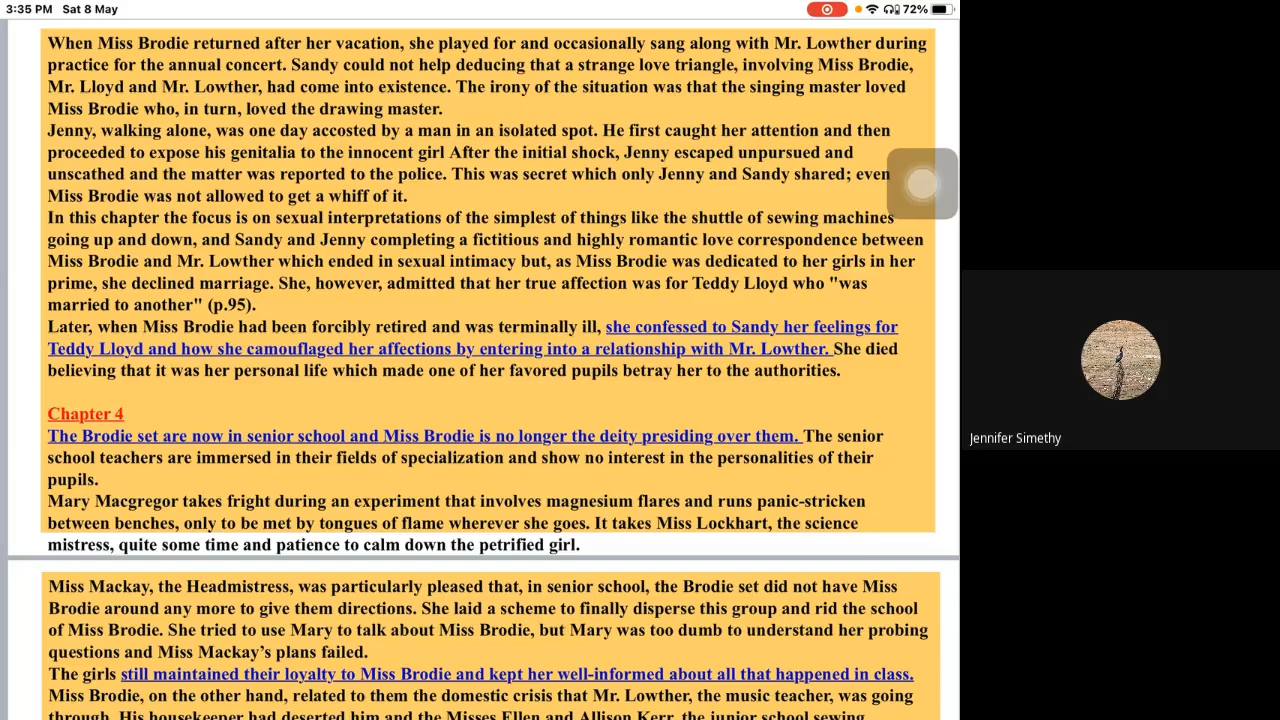 3:35 PM Sat 8 May
72%
When Miss Brodie returned after her vacation, she played for and occasionally sang along with Mr. Lowther during
practice for the annual concert. Sandy could not help deducing that a strange love triangle, involving Miss Brodie,
Mr. Lloyd and Mr. Lowther, had come into existence. The irony of the situation was that the singing master loved
Miss Brodie who, in turn, loved the drawing master.
Jenny, walking alone, was one day accosted by a man in an isolated spot. He first caught her attention and then
proceeded to expose his genitalia to the innocent girl After the initial shock, Jenny escaped unpursued and
unscathed and the matter was reported to the police. This was secret which only Jenny and Sandy shared; even
Miss Brodie was not allowed to get a whiff of it.
In this chapter the focus is on sexual interpretations of the simplest of things like the shuttle of sewing machines
going up and down, and Sandy and Jenny completing a fictitious and highly romantic love correspondence between
Miss Brodie and Mr. Lowther which ended in sexual intimacy but, as Miss Brodie was dedicated to her girls in her
prime, she declined marriage. She, however, admitted that her true affection was for Teddy Lloyd who "was
married to another" (p.95).
Later, when Miss Brodie had been forcibly retired and was terminally ill, she confessed to Sandy her feelings for
Teddy Lloyd and how she camouflaged her affections by entering into a relationship with Mr. Lowther. She died
believing that it was her personal life which made one of her favored pupils betray her to the authorities.
Chapter 4
The Brodie set are now in senior school and Miss Brodie is no longer the deity presiding over them. The senior
school teachers are immersed in their fields of specialization and show no interest in the personalities of their
pupils.
Mary Macgregor takes fright during an experiment that involves magnesium flares and runs panic-stricken
between benches, only to be met by tongues of flame wherever she goes. It takes Miss Lockhart, the science
mistress, quite some time and patience to calm down the petrified girl.
Miss Mackay, the Headmistress, was particularly pleased that, in senior school, the Brodie set did not have Miss
Brodie around any more to give them directions. She laid a scheme to finally disperse this group and rid the school
of Miss Brodie. She tried to use Mary to talk about Miss Brodie, but Mary was too dumb to understand her probing
questions and Miss Mackay’s plans failed.
The girls still maintained their loyalty to Miss Brodie and kept her well-informed about all that happened in class.
Miss Brodie, on the other hand, related to them the domestic crisis that Mr. Lowther, the music teacher, was going
through. His housekeeper had deserted him and the Misses Ellen and Allison Kerr, the junior school sewing
Jennifer Simethy